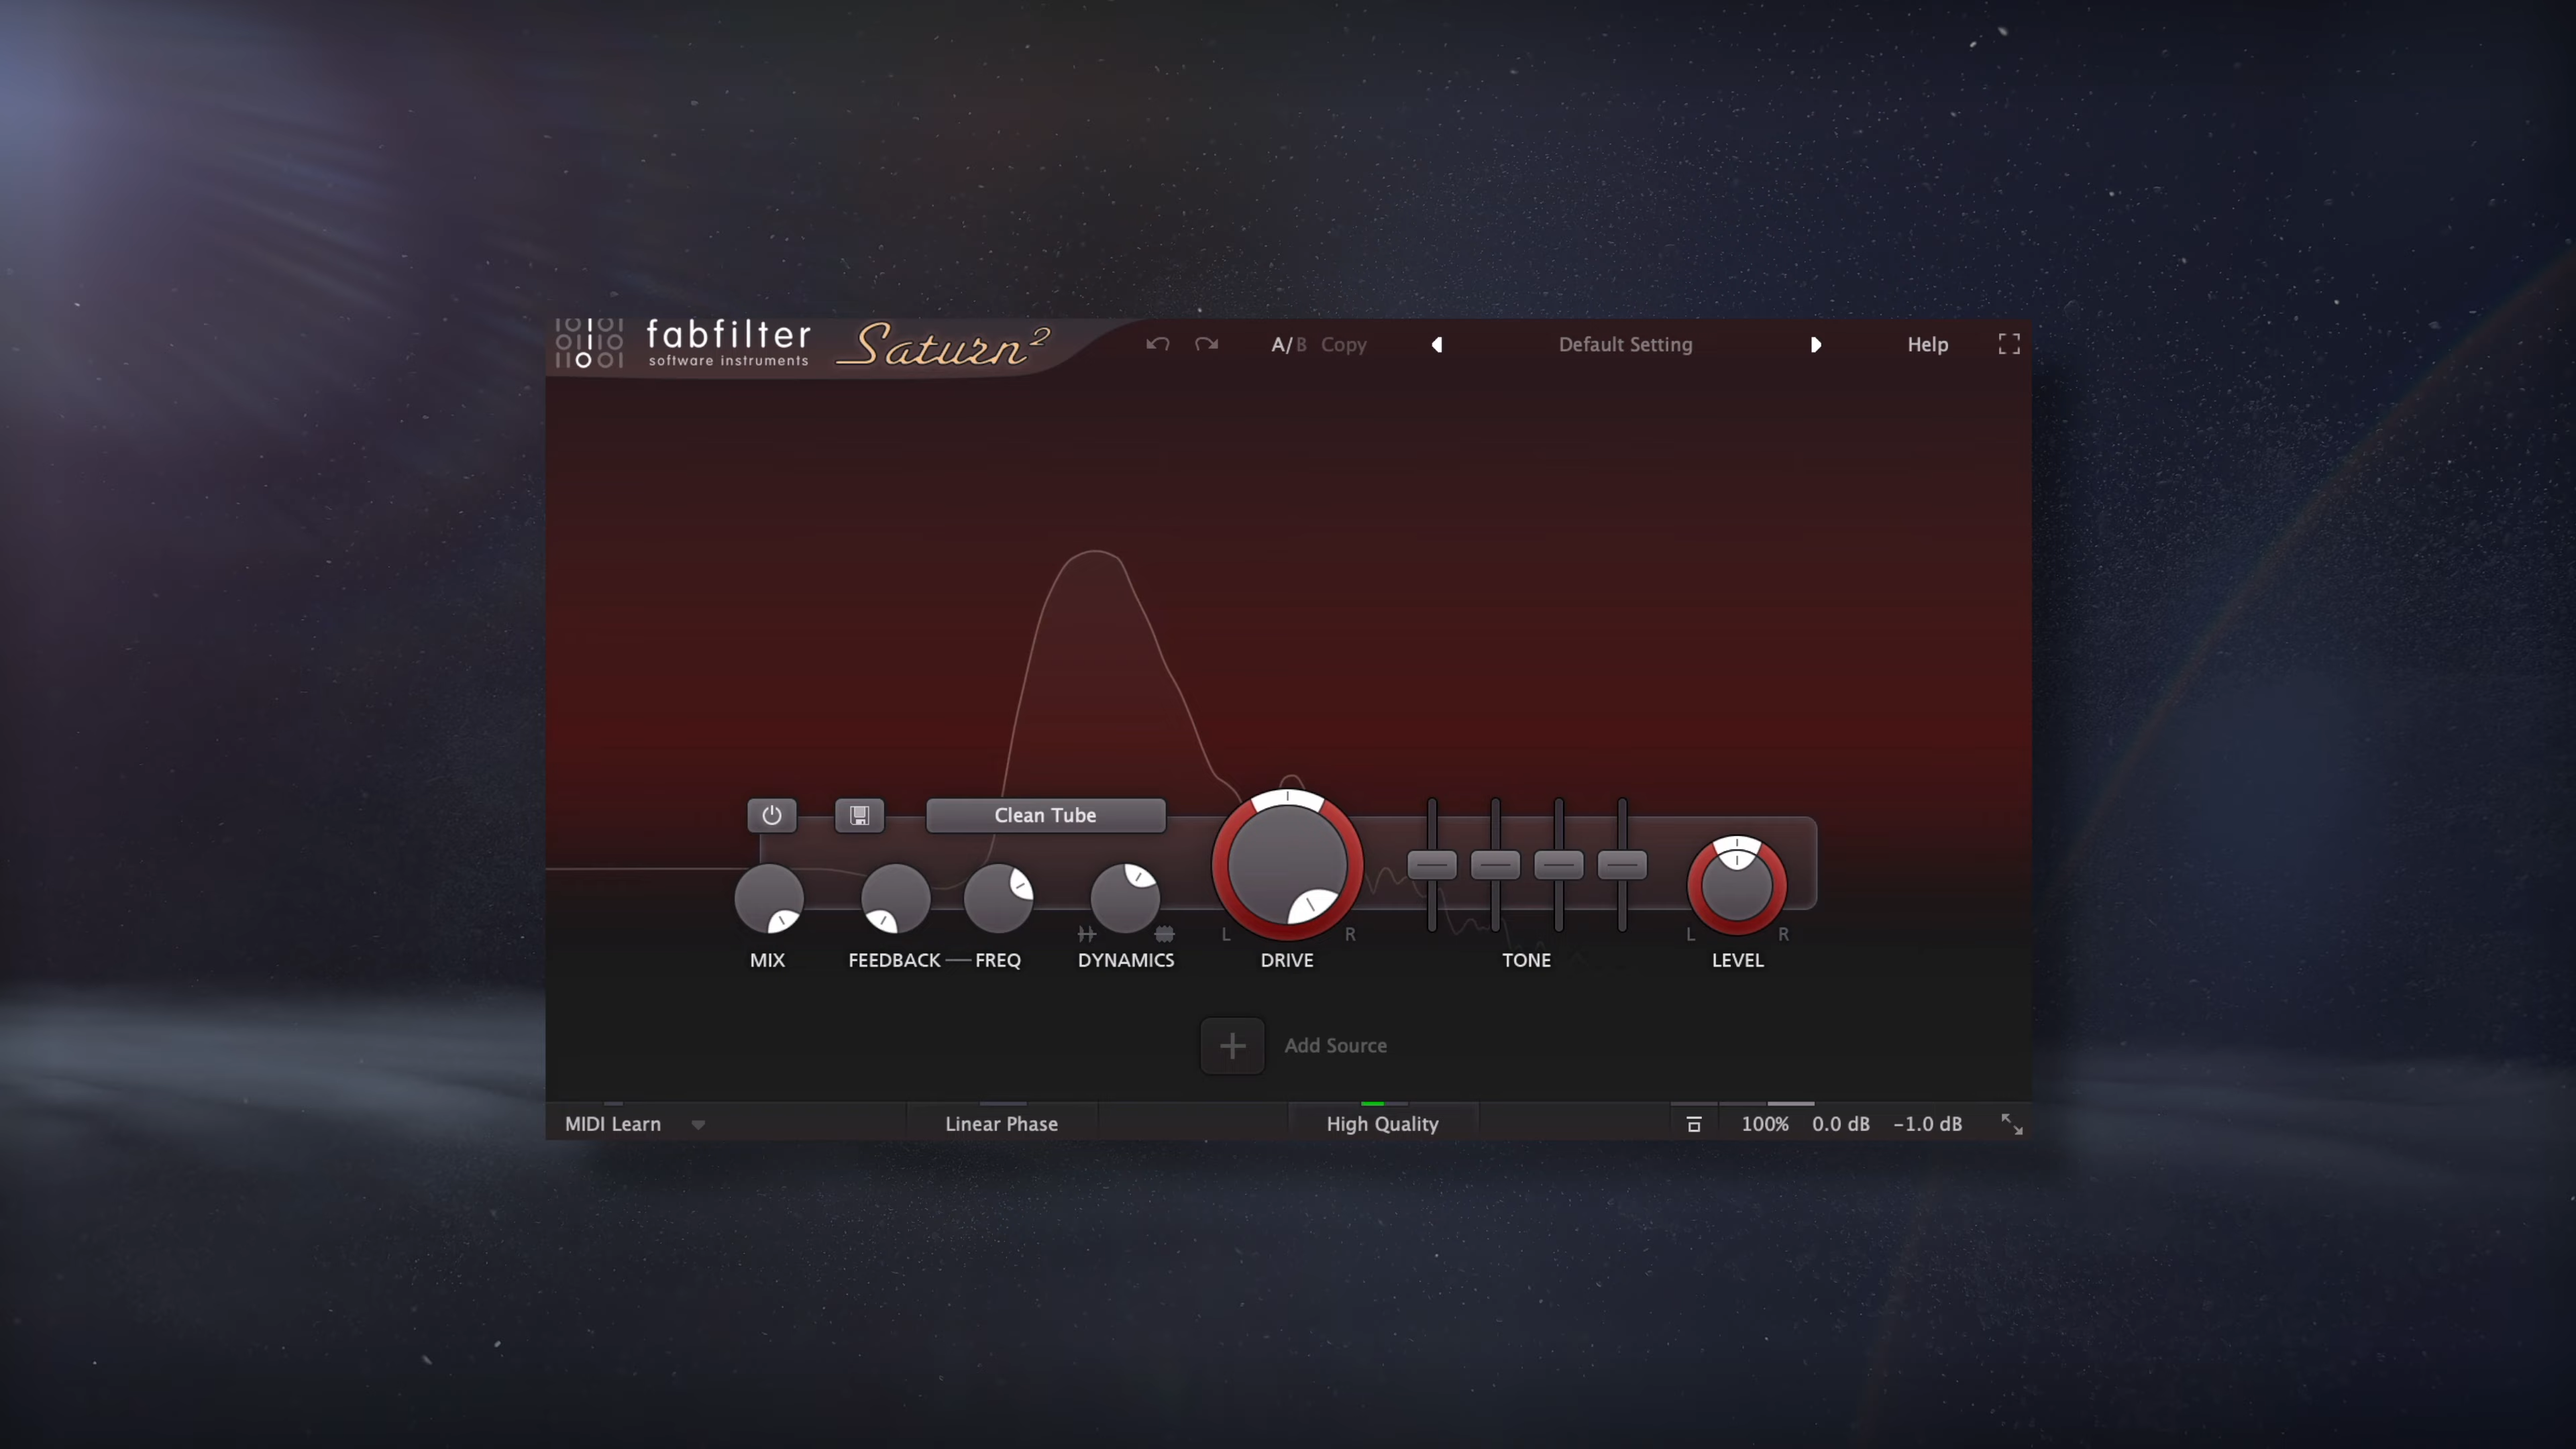 fabfilter
software instruments
Saturn 2
A/B Copy
Default Setting
Help
Clean Tube
L R
L R
MIX FEEDBACK FREQ DYNAMICS DRIVE TONE LEVEL
+ Add Source
MIDI Learn Linear Phase High Quality 100% 0.0 dB -1.0 dB